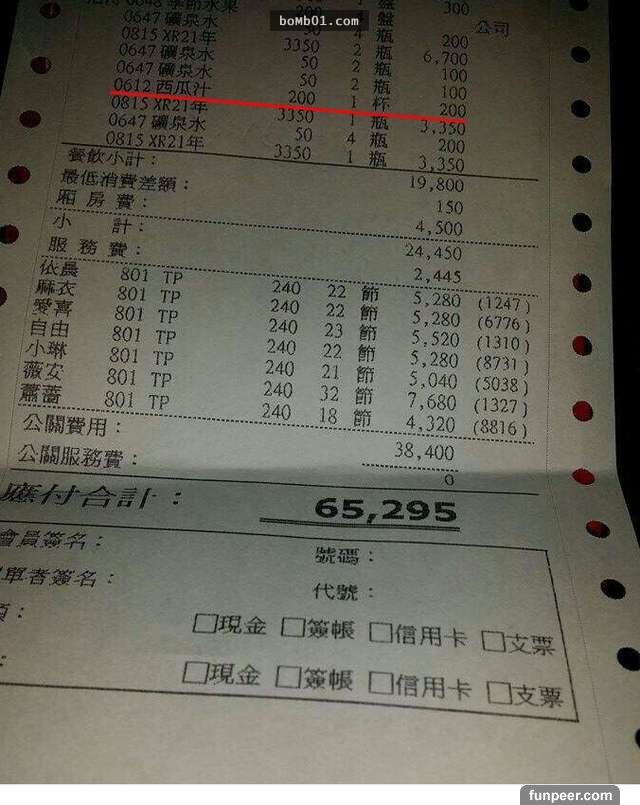 boMb01.com
300
公司
0647 礦泉水 50 4 瓶 200
0815 XR21年 3350 2 瓶 6,700
0647 礦泉水 50 2 瓶 100
0647 礦泉水 50 2 瓶 100
0612 西瓜汁 200 1 杯 200
0815 XR21年 3350 1 瓶 3,350
0647 礦泉水 50 4 瓶 200
0815 XR21年 3350 1 瓶 3,350
餐飲小計： 19,800
最低消費差額： 150
廂房費： 4,500
小計： 24,450
服務費： 2,445
依晨 801 TP 240 22 節 5,280 (1247)
麻衣 801 TP 240 22 節 5,280 (6776)
愛喜 801 TP 240 23 節 5,520 (1310)
自由 801 TP 240 22 節 5,280 (8731)
小琳 801 TP 240 21 節 5,040 (5038)
薇安 801 TP 240 32 節 7,680 (1327)
蕭薔 801 TP 240 18 節 4,320 (8816)
公關費用： 38,400
公關服務費： 0
應付合計： 65,295
會員簽名： 號碼：
單者簽名： 代號：
□現金 □簽帳 □信用卡 □支票
□現金 □簽帳 □信用卡 □支票
funpeer.com